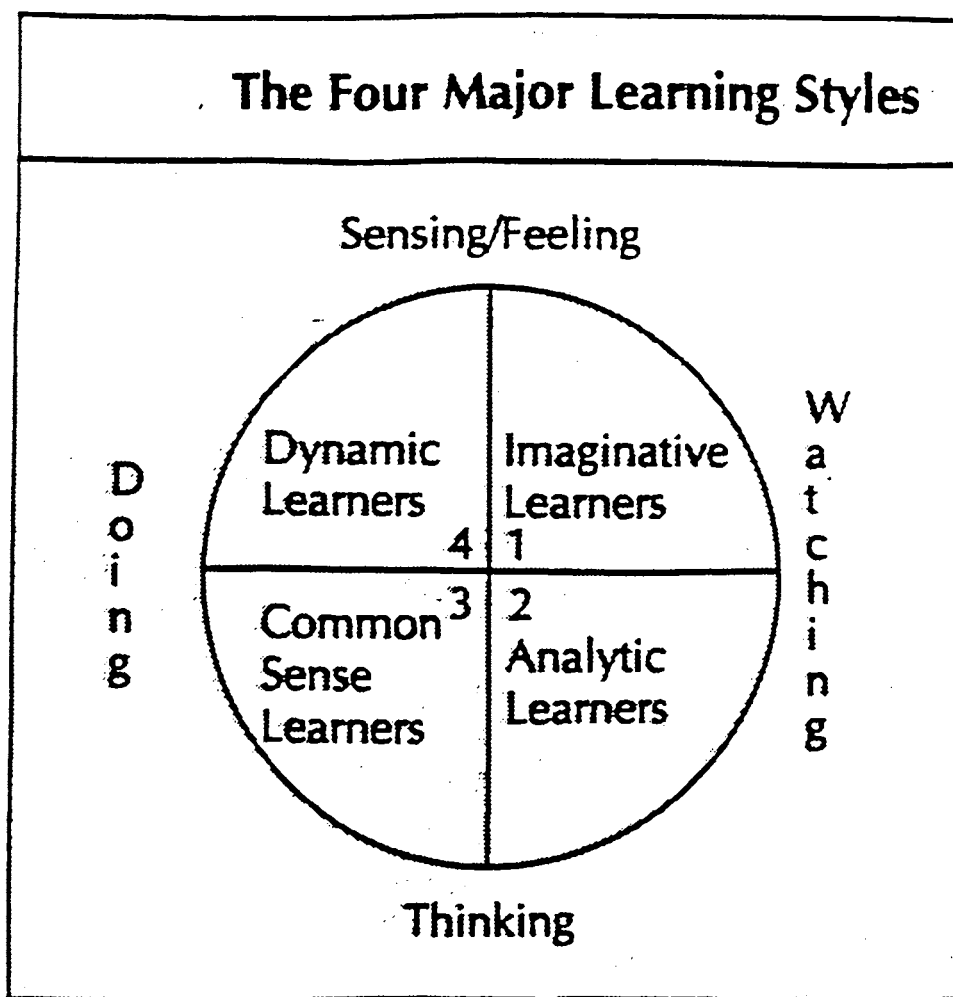 The Four Major Learning Styles
Sensing/Feeling
Doing
Watching
Dynamic
Learners
4
Imaginative
Learners
1
3
Common
Sense
Learners
2
Analytic
Learners
Thinking